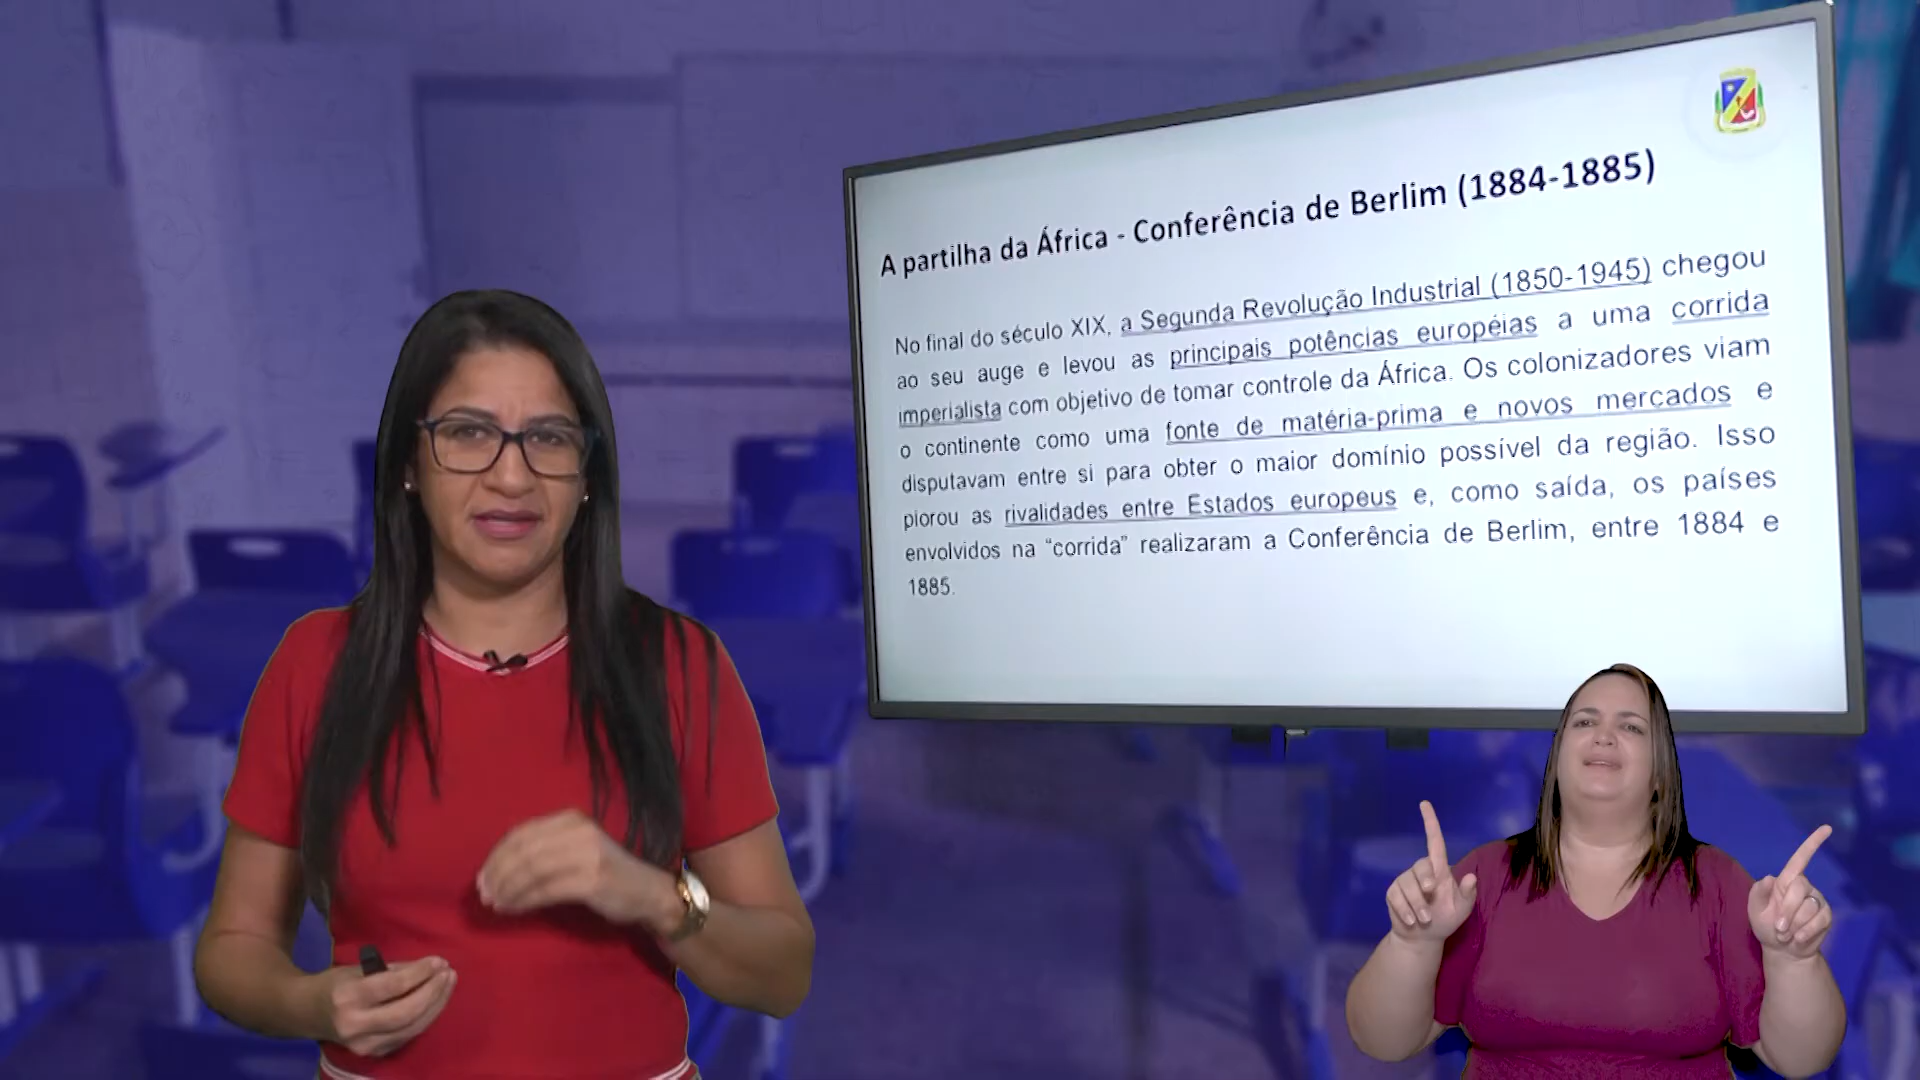 A partilha da África - Conferência de Berlim (1884-1885)
No final do século XIX, a Segunda Revolução Industrial (1850-1945) chegou
ao seu auge e levou as principais potências européias a uma corrida
imperialista com objetivo de tomar controle da África. Os colonizadores viam
o continente como uma fonte de matéria-prima e novos mercados e
disputavam entre si para obter o maior domínio possível da região. Isso
piorou as rivalidades entre Estados europeus e, como saída, os países
envolvidos na “corrida” realizaram a Conferência de Berlim, entre 1884 e
1885.